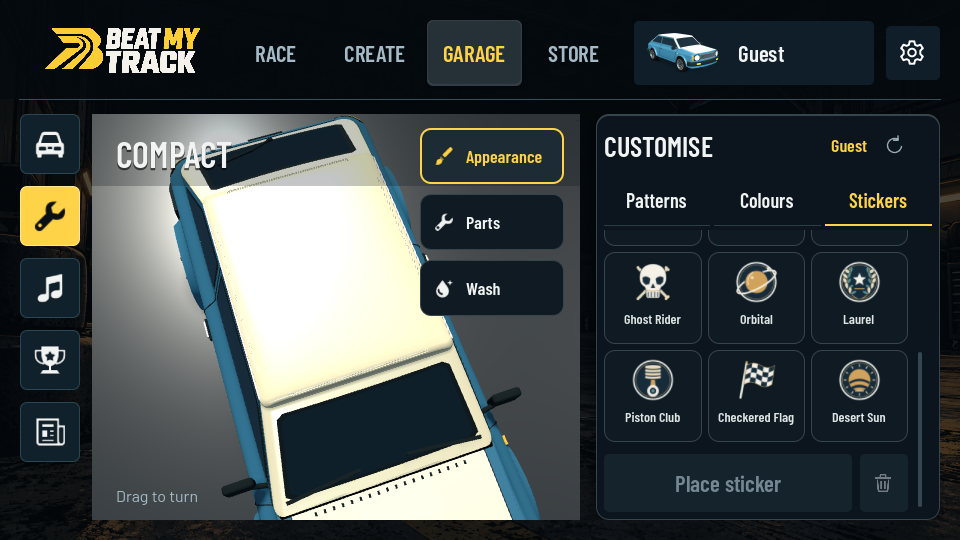 BEAT MY TRACK
RACE
CREATE
GARAGE
STORE
Guest
COMPACT
Appearance
Parts
Wash
Drag to turn
CUSTOMISE
Guest
Patterns
Colours
Stickers
Ghost Rider
Orbital
Laurel
Piston Club
Checkered Flag
Desert Sun
Place sticker